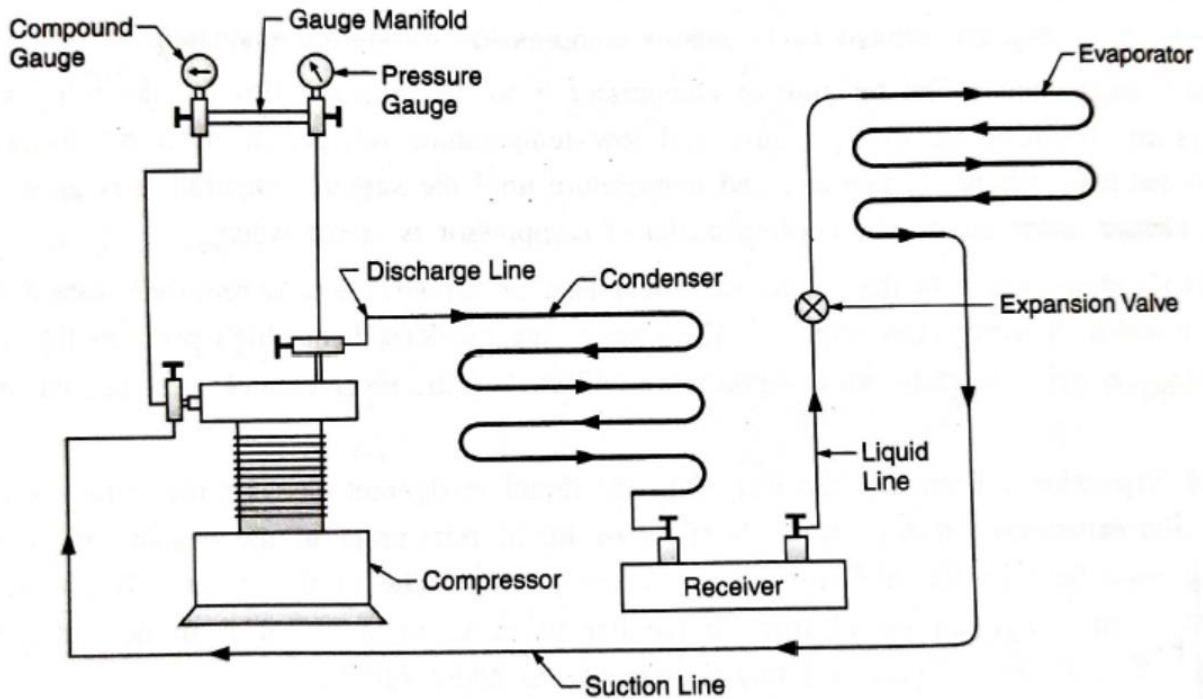 Compound
Gauge
Gauge Manifold
Pressure
Gauge
Evaporator
Discharge Line
Condenser
Expansion Valve
Liquid
Line
Compressor
Receiver
Suction Line